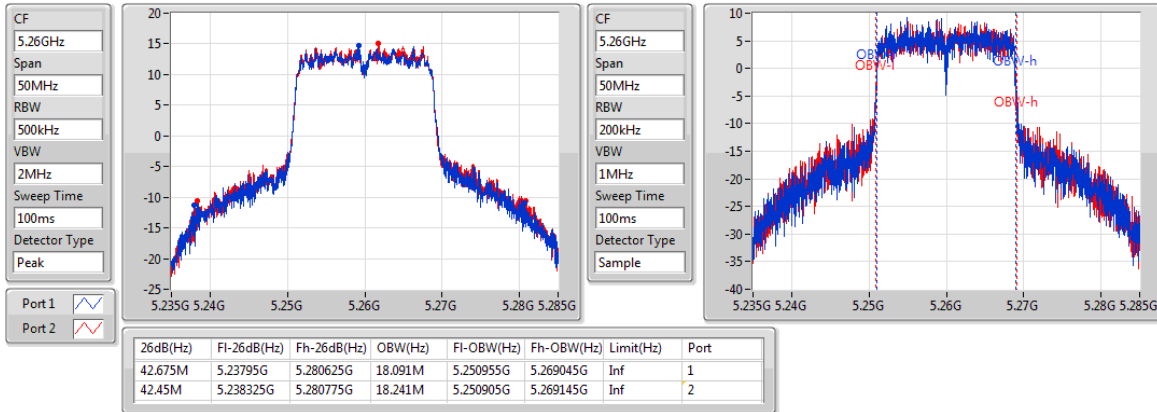 CF
5.26GHz
Span
50MHz
RBW
500kHz
VBW
2MHz
Sweep Time
100ms
Detector Type
Peak
Port 1
Port 2
20
15
10
5
0
-5
-10
-15
-20
-25
5.235G 5.24G 5.25G 5.26G 5.27G 5.28G 5.285G
CF
5.26GHz
Span
50MHz
RBW
200kHz
VBW
1MHz
Sweep Time
100ms
Detector Type
Sample
10
5
0
-5
-10
-15
-20
-25
-30
-35
-40
OBW-l
OBW-h
OBW-h
5.235G 5.24G 5.25G 5.26G 5.27G 5.28G 5.285G
26dB(Hz) Fl-26dB(Hz) Fh-26dB(Hz) OBW(Hz) Fl-OBW(Hz) Fh-OBW(Hz) Limit(Hz) Port
42.675M 5.23795G 5.280625G 18.091M 5.250955G 5.269045G Inf 1
42.45M 5.238325G 5.280775G 18.241M 5.250905G 5.269145G Inf 2